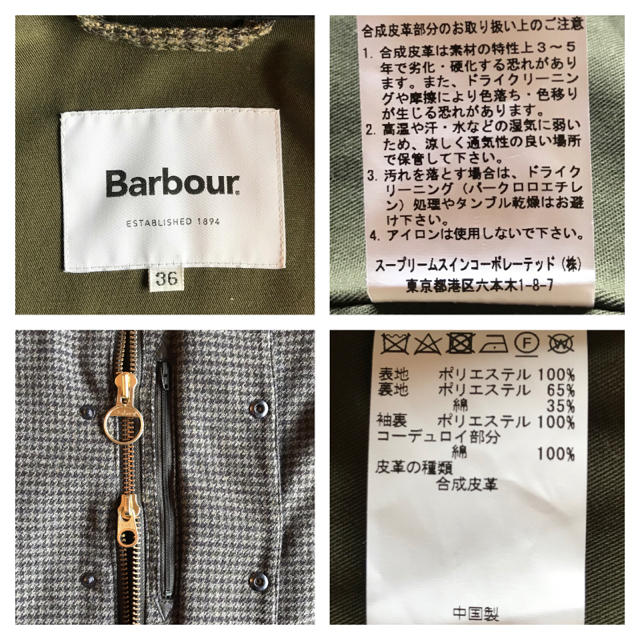 Barbour
ESTABLISHED 1894
36
合成皮革部分のお取り扱い上のご注意
1. 合成皮革は素材の特性上3〜5
年で劣化・硬化する恐れがあり
ます。また、ドライクリーニン
グや摩擦により色落ち・色移り
が生じる恐れがあります。
2. 高温や汗・水などの湿気に弱い
ため、涼しく通気性の良い場所
で保管して下さい。
3. 汚れを落とす場合は、ドライク
リーニング（パークロロエチレ
ン）処理やタンブル乾燥はお避
け下さい。
4. アイロンは使用しないで下さい。
スープリームスインコーポレーテッド（株）
東京都港区六本木1-8-7
表地 ポリエステル 100%
裏地 ポリエステル 65%
綿 35%
袖裏 ポリエステル 100%
コーデュロイ部分
綿 100%
皮革の種類
合成皮革
中国製